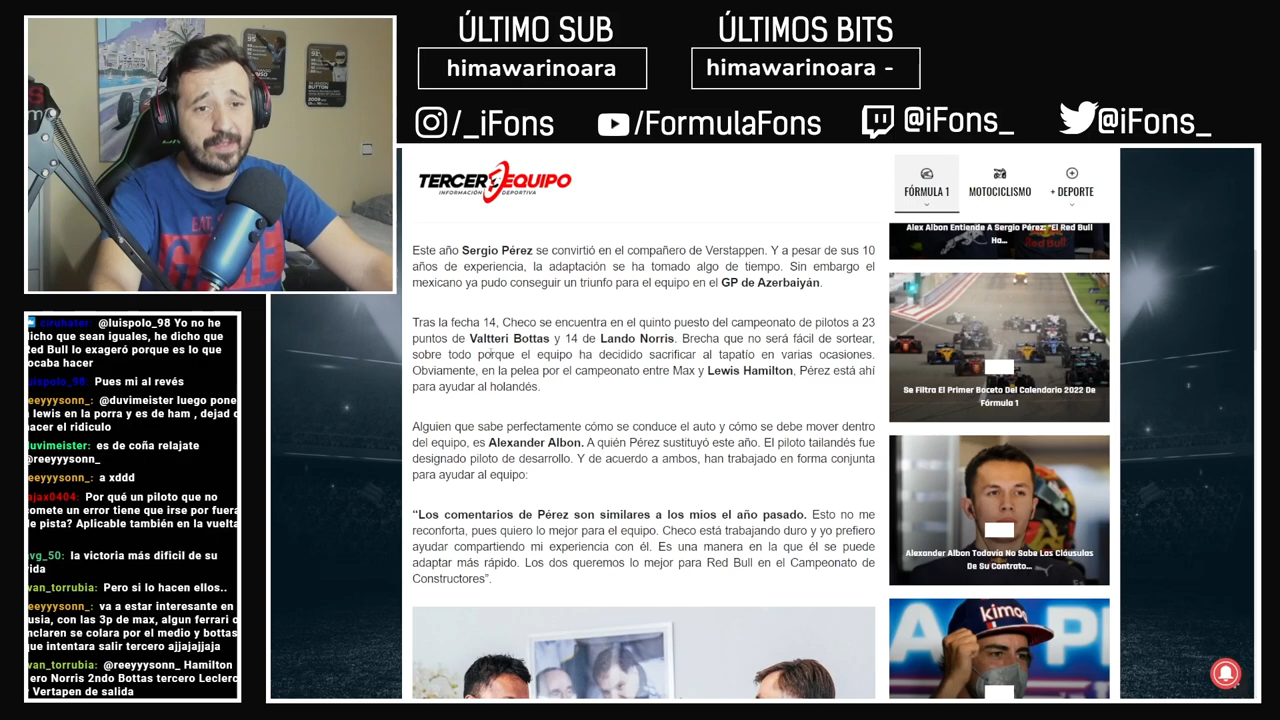 ÚLTIMO SUB
himawarinoara
ÚLTIMOS BITS
himawarinoara -
/_iFons
/FormulaFons
@iFons_
@iFons_
TERCER EQUIPO
INFORMACIÓN DEPORTIVA
FÓRMULA 1
MOTOCICLISMO
+ DEPORTE
Este año Sergio Pérez se convirtió en el compañero de Verstappen. Y a pesar de sus 10
años de experiencia, la adaptación se ha tomado algo de tiempo. Sin embargo el
mexicano ya pudo conseguir un triunfo para el equipo en el GP de Azerbaiyán.
Tras la fecha 14, Checo se encuentra en el quinto puesto del campeonato de pilotos a 23
puntos de Valtteri Bottas y 14 de Lando Norris. Brecha que no será fácil de sortear,
sobre todo porque el equipo ha decidido sacrificar al tapatío en varias ocasiones.
Obviamente, en la pelea por el campeonato entre Max y Lewis Hamilton, Pérez está ahí
para ayudar al holandés.
Alguien que sabe perfectamente cómo se conduce el auto y cómo se debe mover dentro
del equipo, es Alexander Albon. A quién Pérez sustituyó este año. El piloto tailandés fue
designado piloto de desarrollo. Y de acuerdo a ambos, han trabajado en forma conjunta
para ayudar al equipo:
“Los comentarios de Pérez son similares a los mios el año pasado. Esto no me
reconforta, pues quiero lo mejor para el equipo. Checo está trabajando duro y yo prefiero
ayudar compartiendo mi experiencia con él. Es una manera en la que él se puede
adaptar más rápido. Los dos queremos lo mejor para Red Bull en el Campeonato de
Constructores”.
Alex Albon Entiende A Sergio Pérez: “El Red Bull
Ha...
Se Filtra El Primer Boceto Del Calendario 2022 De
Fórmula 1
Alexander Albon Todavía No Sabe Las Cláusulas
De Su Contrato...
kimoa
@luispolo_98 Yo no he
dicho que sean iguales, he dicho que
Red Bull lo exageró porque es lo que
tocaba hacer
luispolo_98: Pues mi al revés
reeyyysonn_: @duvimeister luego pone
a lewis en la porra y es de ham , dejad d
hacer el ridiculo
duvimeister: es de coña relajate
@reeyyysonn_
reeyyysonn_: a xddd
ajax0404: Por qué un piloto que no
comete un error tiene que irse por fuera
de pista? Aplicable también en la vuelta
vg_50: la victoria más dificil de su
vida
van_torrubia: Pero si lo hacen ellos..
reeyyysonn_: va a estar interesante en
usia, con las 3p de max, algun ferrari o
mclaren se colara por el medio y bottas
que intentara salir tercero ajjajajjaja
van_torrubia: @reeyyysonn_ Hamilton
ero Norris 2ndo Bottas tercero Leclerc
y Vertapen de salida
BUTTON
2009